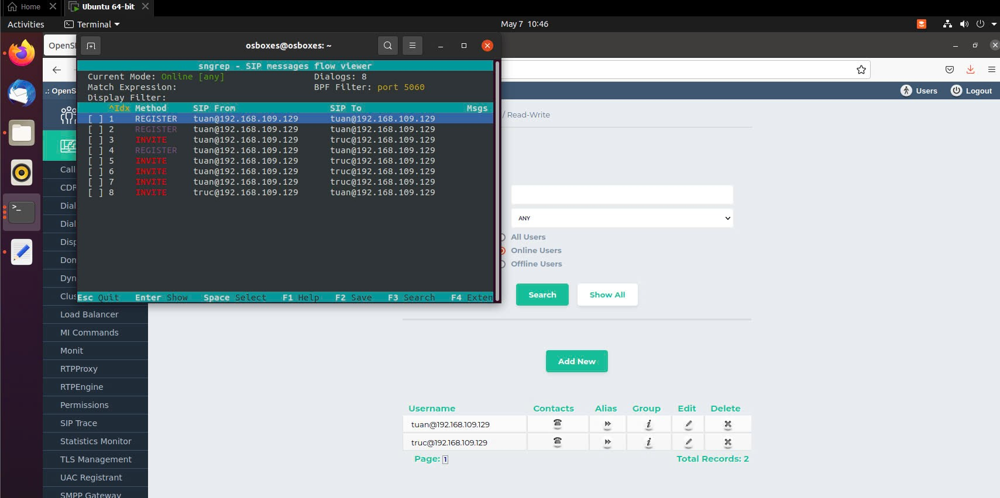 Home
Ubuntu 64-bit
Activities
Terminal
May 7 10:46
OpenSI
osboxes@osboxes: ~
sngrep - SIP messages flow viewer
Current Mode: Online [any] Dialogs: 8
Match Expression: BPF Filter: port 5060
Display Filter:
^Idx Method SIP From SIP To Msgs
[ ] 1 REGISTER tuan@192.168.109.129 tuan@192.168.109.129
[ ] 2 REGISTER tuan@192.168.109.129 tuan@192.168.109.129
[ ] 3 INVITE tuan@192.168.109.129 truc@192.168.109.129
[ ] 4 REGISTER tuan@192.168.109.129 tuan@192.168.109.129
[ ] 5 INVITE tuan@192.168.109.129 truc@192.168.109.129
[ ] 6 INVITE tuan@192.168.109.129 truc@192.168.109.129
[ ] 7 INVITE tuan@192.168.109.129 truc@192.168.109.129
[ ] 8 INVITE truc@192.168.109.129 tuan@192.168.109.129
Esc Quit Enter Show Space Select F1 Help F2 Save F3 Search F4 Exten
.: OpenS
Users
Logout
/ Read-Write
Call
CDR
Dial
Dial
Disp
Don
Dyn
Clus
Load Balancer
MI Commands
Monit
RTPProxy
RTPEngine
Permissions
SIP Trace
Statistics Monitor
TLS Management
UAC Registrant
SMPP Gateway
ANY
All Users
Online Users
Offline Users
Search
Show All
Add New
Username Contacts Alias Group Edit Delete
tuan@192.168.109.129
truc@192.168.109.129
Page: 1 Total Records: 2